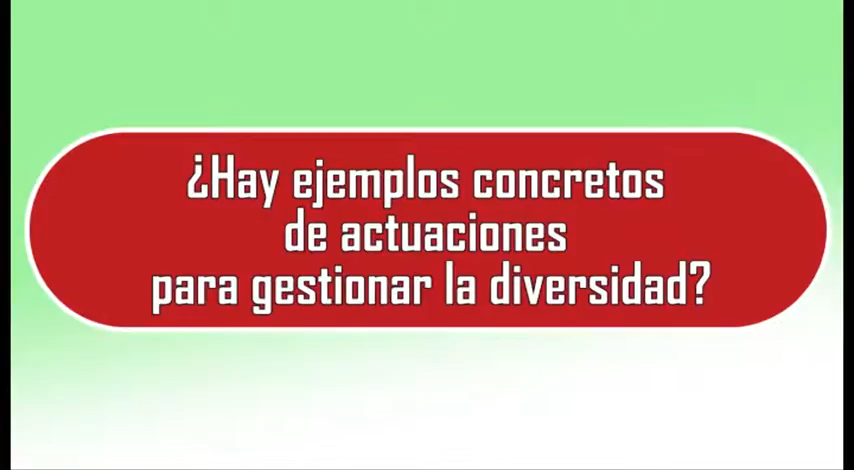 ¿Hay ejemplos concretos
de actuaciones
para gestionar la diversidad?